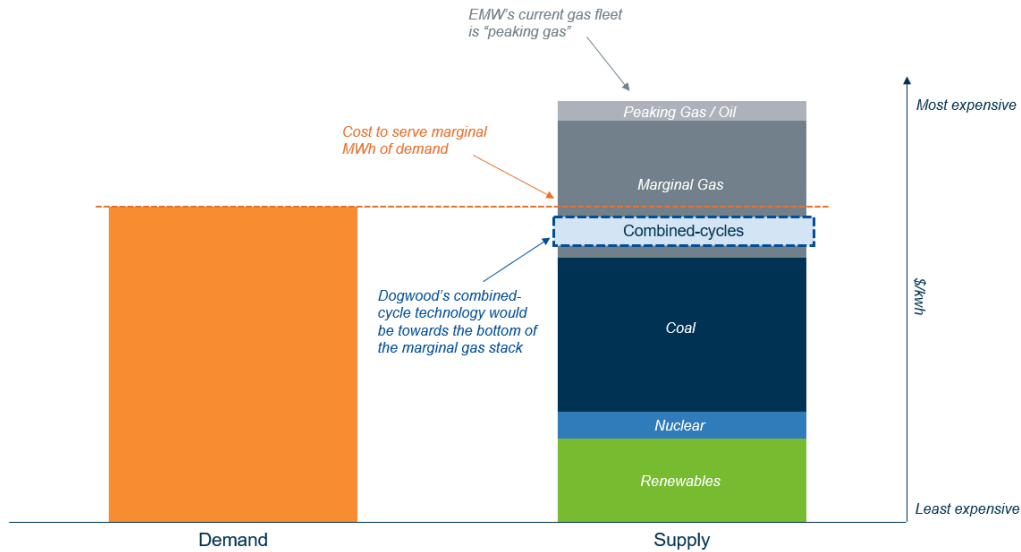 EMW's current gas fleet
is “peaking gas”
Most expensive
Peaking Gas / Oil
Cost to serve marginal
MWh of demand
Marginal Gas
Combined-cycles
Dogwood's combined-
cycle technology would
be towards the bottom of
the marginal gas stack
$/kwh
Coal
Nuclear
Renewables
Least expensive
Demand
Supply